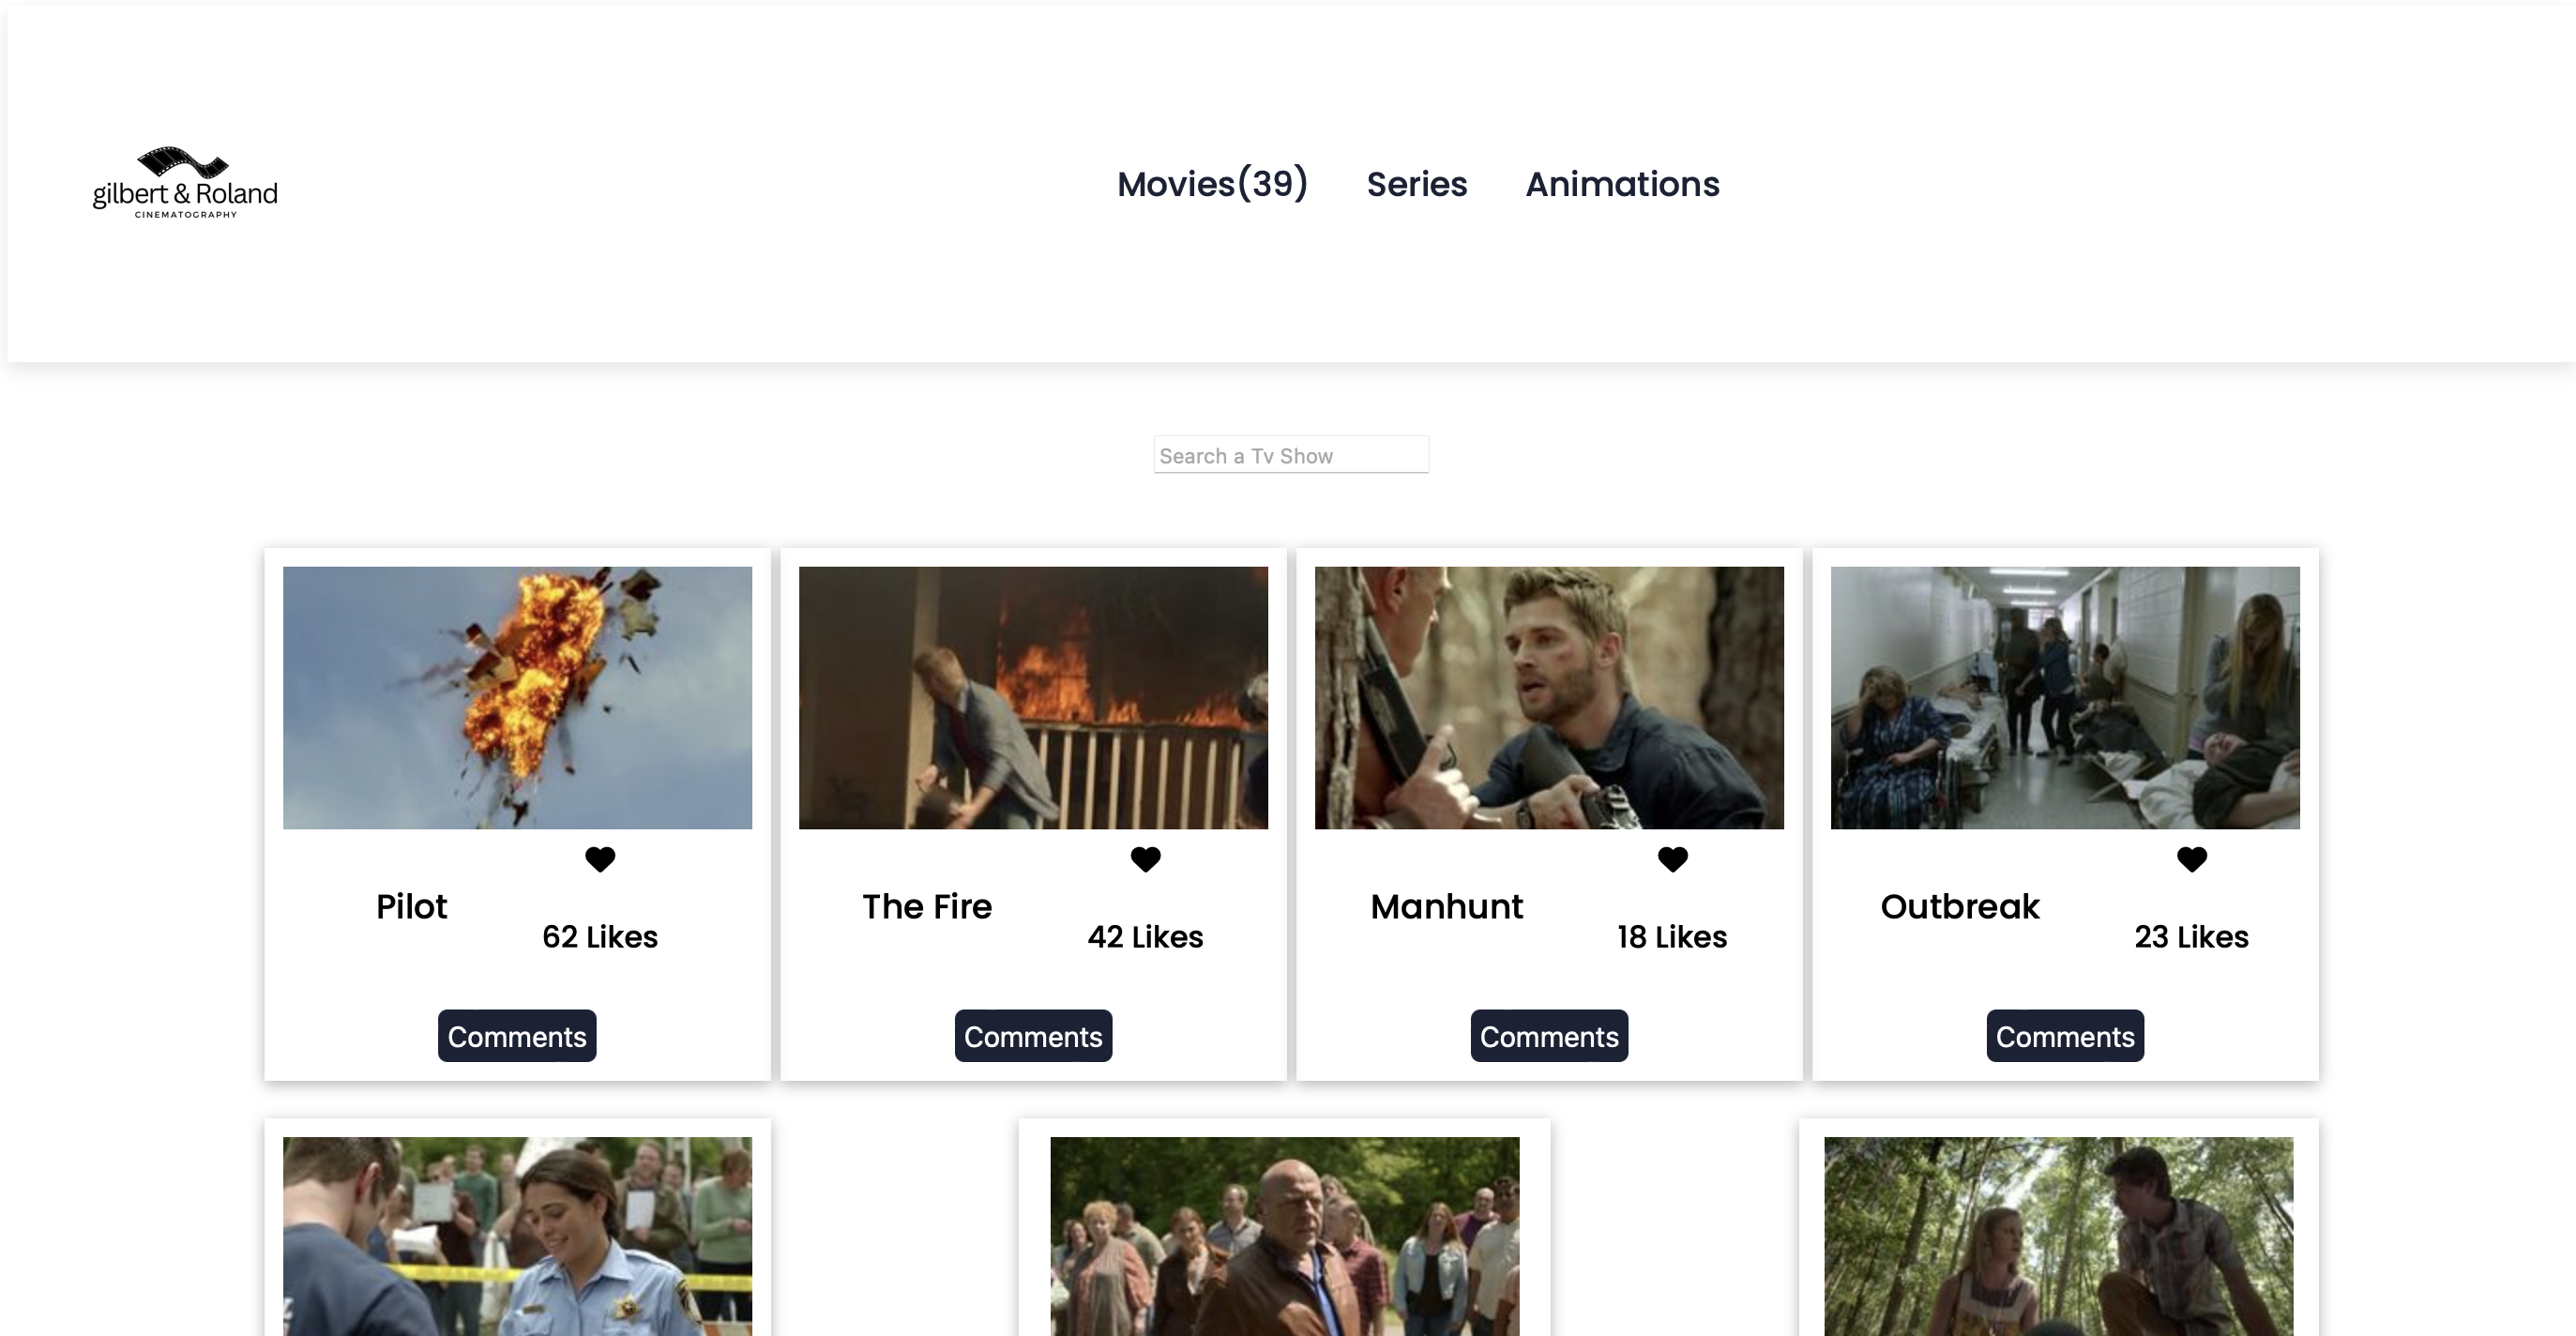 gilbert & Roland
CINEMATOGRAPHY
Movies(39) Series Animations
Search a Tv Show
Pilot
62 Likes
Comments
The Fire
42 Likes
Comments
Manhunt
18 Likes
Comments
Outbreak
23 Likes
Comments